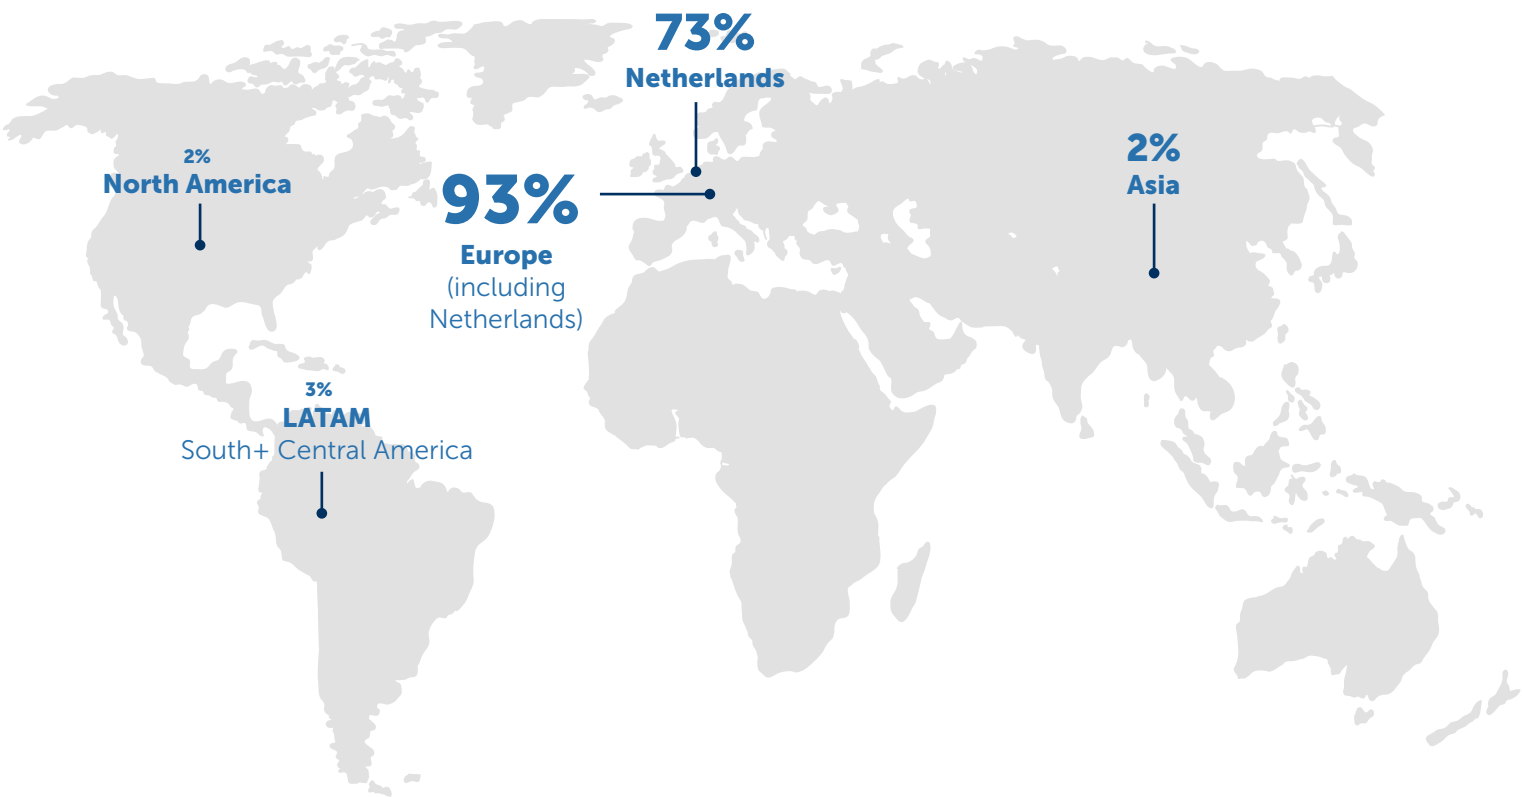 73%
Netherlands
2%
North America
93%
Europe
(including
Netherlands)
2%
Asia
3%
LATAM
South+ Central America